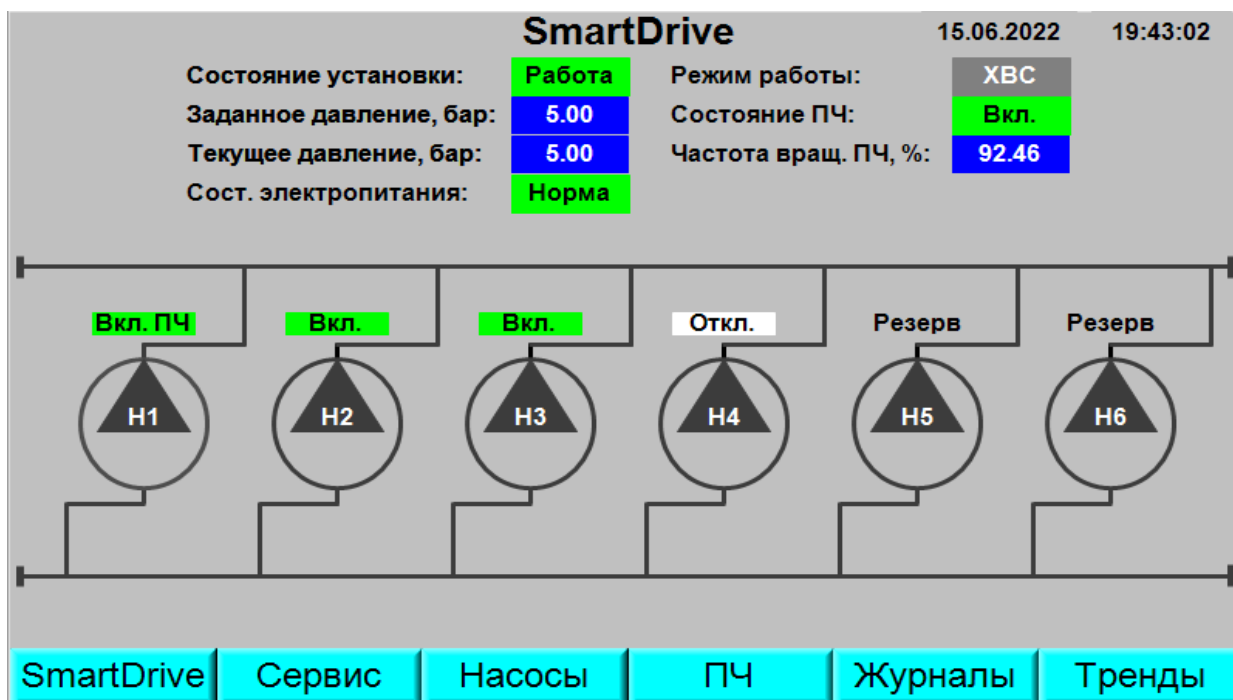 SmartDrive 15.06.2022 19:43:02
Состояние установки: Работа Режим работы: ХВС
Заданное давление, бар: 5.00 Состояние ПЧ: Вкл.
Текущее давление, бар: 5.00 Частота вращ. ПЧ, %: 92.46
Сост. электропитания: Норма
Вкл. ПЧ Вкл. Вкл. Откл. Резерв Резерв
Н1 Н2 Н3 Н4 Н5 Н6
SmartDrive Сервис Насосы ПЧ Журналы Тренды